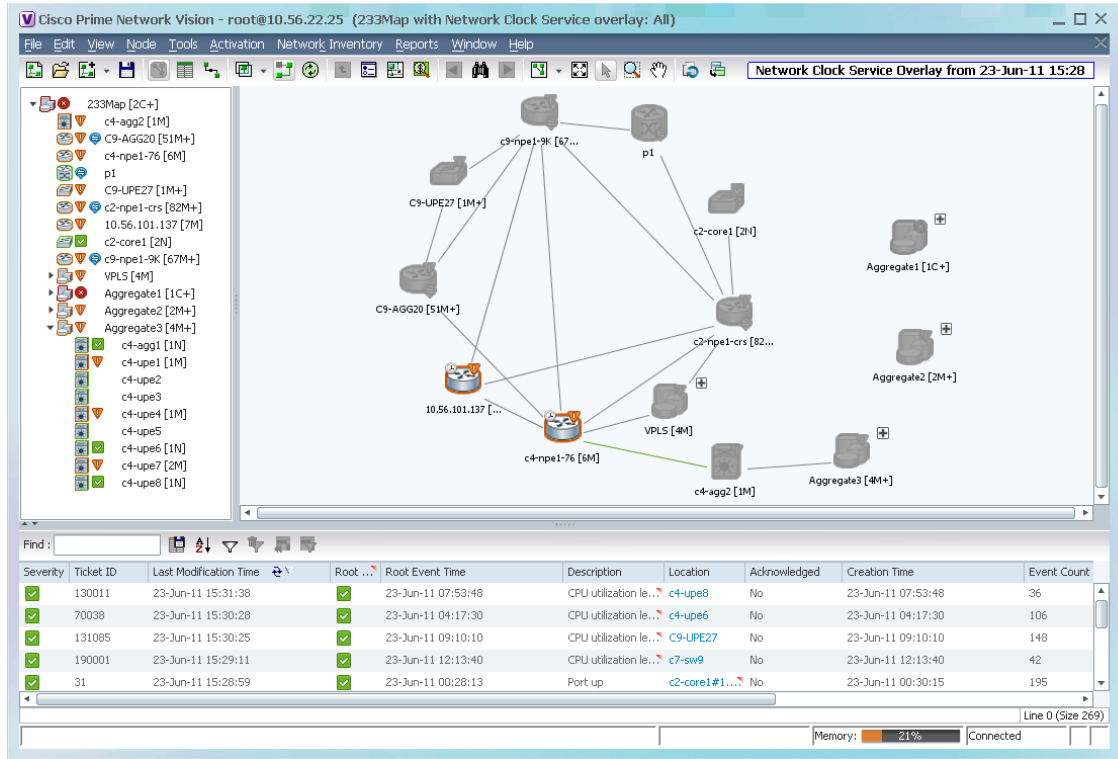 Cisco Prime Network Vision - root@10.56.22.25 (233Map with Network Clock Service overlay: All)
File Edit View Node Tools Activation Network Inventory Reports Window Help
Network Clock Service Overlay from 23-Jun-11 15:28
233Map [2C+]
c4-agg2 [1M]
C9-AGG20 [51M+]
c4-npe1-76 [6M]
p1
C9-UPE27 [1M+]
c2-npe1-crs [82M+]
10.56.101.137 [7M]
c2-core1 [2N]
c9-npe1-9K [67M+]
VPLS [4M]
Aggregate1 [1C+]
Aggregate2 [2M+]
Aggregate3 [4M+]
c4-agg1 [1N]
c4-upe1 [1M]
c4-upe2
c4-upe3
c4-upe4 [1M]
c4-upe5
c4-upe6 [1N]
c4-upe7 [2M]
c4-upe8 [1N]
c9-npe1-9K [67...
p1
C9-UPE27 [1M+]
c2-core1 [2N]
Aggregate1 [1C+]
C9-AGG20 [51M+]
c2-npe1-crs [82...
Aggregate2 [2M+]
10.56.101.137 [...
VPLS [4M]
c4-npe1-76 [6M]
c4-agg2 [1M]
Aggregate3 [4M+]
Find :
Severity Ticket ID Last Modification Time Root ... Root Event Time Description Location Acknowledged Creation Time Event Count
130011 23-Jun-11 15:31:38 23-Jun-11 07:53:48 CPU utilization le... c4-upe8 No 23-Jun-11 07:53:48 36
70038 23-Jun-11 15:30:28 23-Jun-11 04:17:30 CPU utilization le... c4-upe6 No 23-Jun-11 04:17:30 106
131085 23-Jun-11 15:30:25 23-Jun-11 09:10:10 CPU utilization le... C9-UPE27 No 23-Jun-11 09:10:10 148
190001 23-Jun-11 15:29:11 23-Jun-11 12:13:40 CPU utilization le... c7-sw9 No 23-Jun-11 12:13:40 42
31 23-Jun-11 15:28:59 23-Jun-11 00:28:13 Port up c2-core1#1.... No 23-Jun-11 00:30:15 195
Line 0 (Size 269)
Memory: 21% Connected